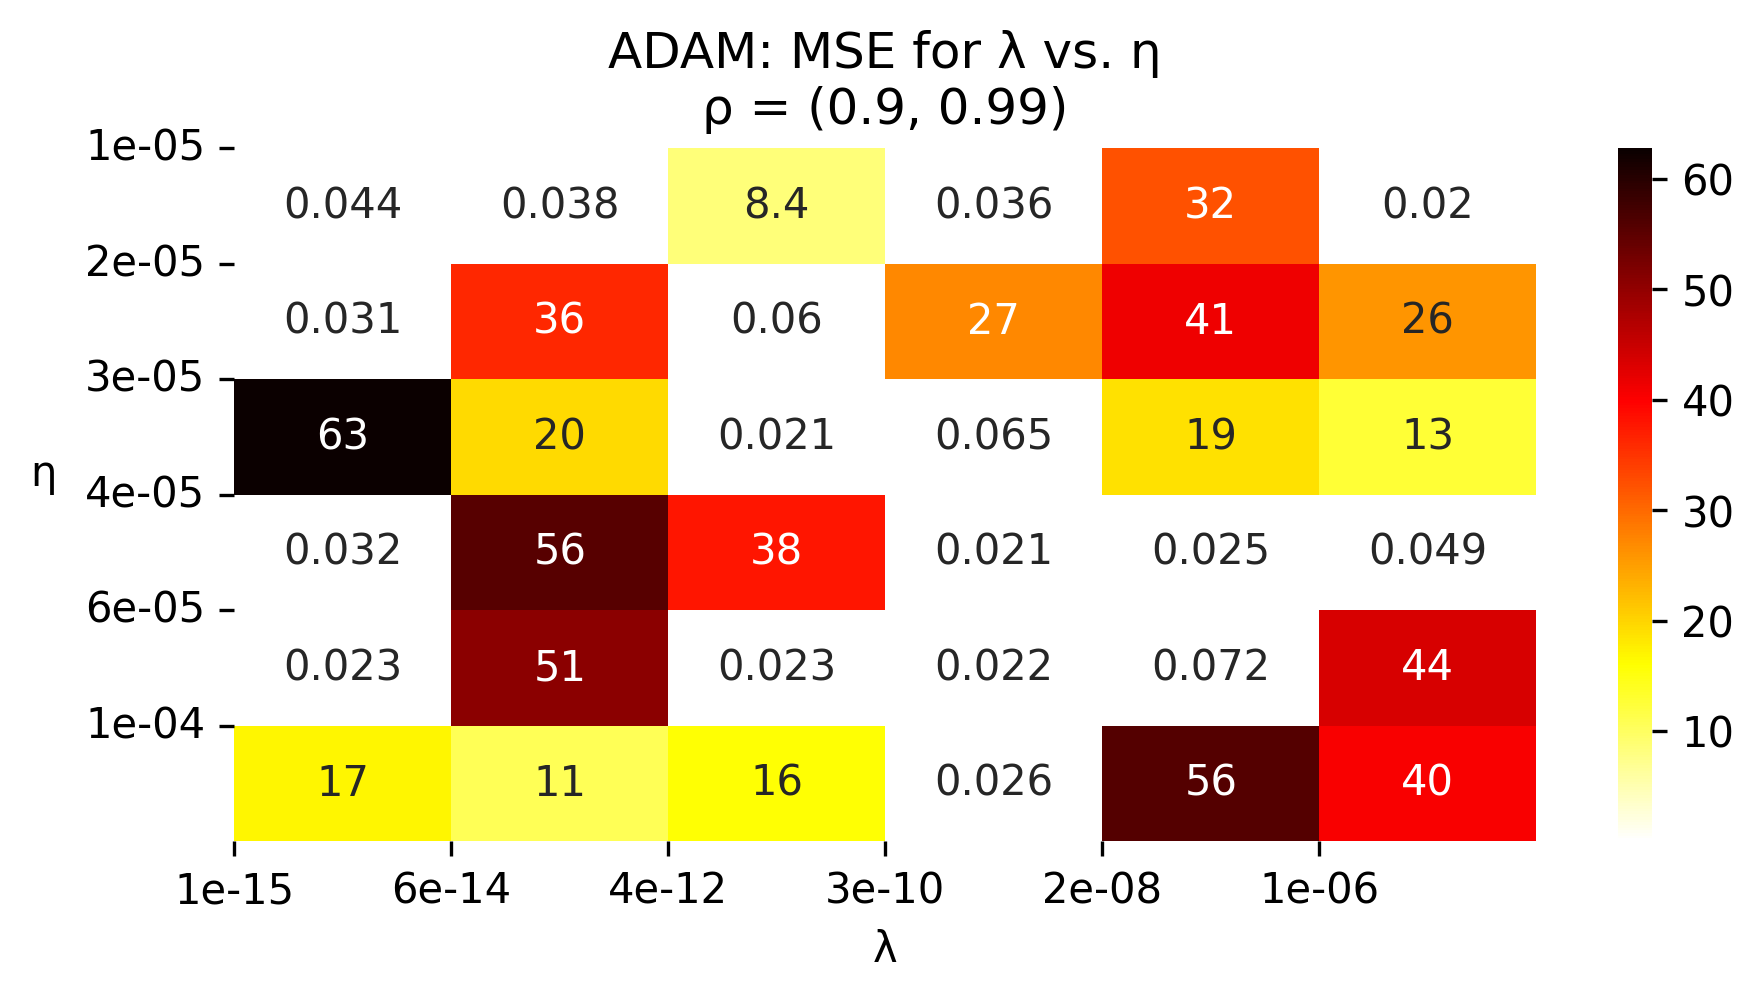 ADAM: MSE for λ vs. η
ρ = (0.9, 0.99)
1e-05
0.044 0.038 8.4 0.036 32 0.02
2e-05
0.031 36 0.06 27 41 26
3e-05
63 20 0.021 0.065 19 13
η
4e-05
0.032 56 38 0.021 0.025 0.049
6e-05
0.023 51 0.023 0.022 0.072 44
1e-04
17 11 16 0.026 56 40
1e-15 6e-14 4e-12 3e-10 2e-08 1e-06
λ
60
50
40
30
20
10